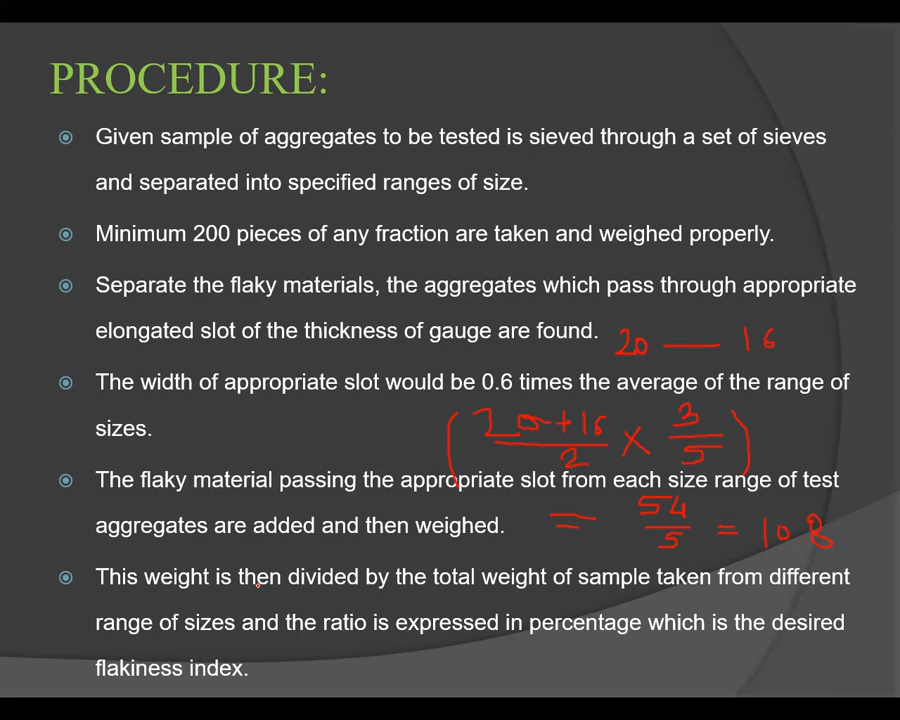 PROCEDURE:
Given sample of aggregates to be tested is sieved through a set of sieves
and separated into specified ranges of size.
Minimum 200 pieces of any fraction are taken and weighed properly.
Separate the flaky materials, the aggregates which pass through appropriate
elongated slot of the thickness of gauge are found.
20 — 16
The width of appropriate slot would be 0.6 times the average of the range of
sizes.
(20+16/2 × 3/5)
The flaky material passing the appropriate slot from each size range of test
aggregates are added and then weighed.
= 54/5 = 10.8
This weight is then divided by the total weight of sample taken from different
range of sizes and the ratio is expressed in percentage which is the desired
flakiness index.